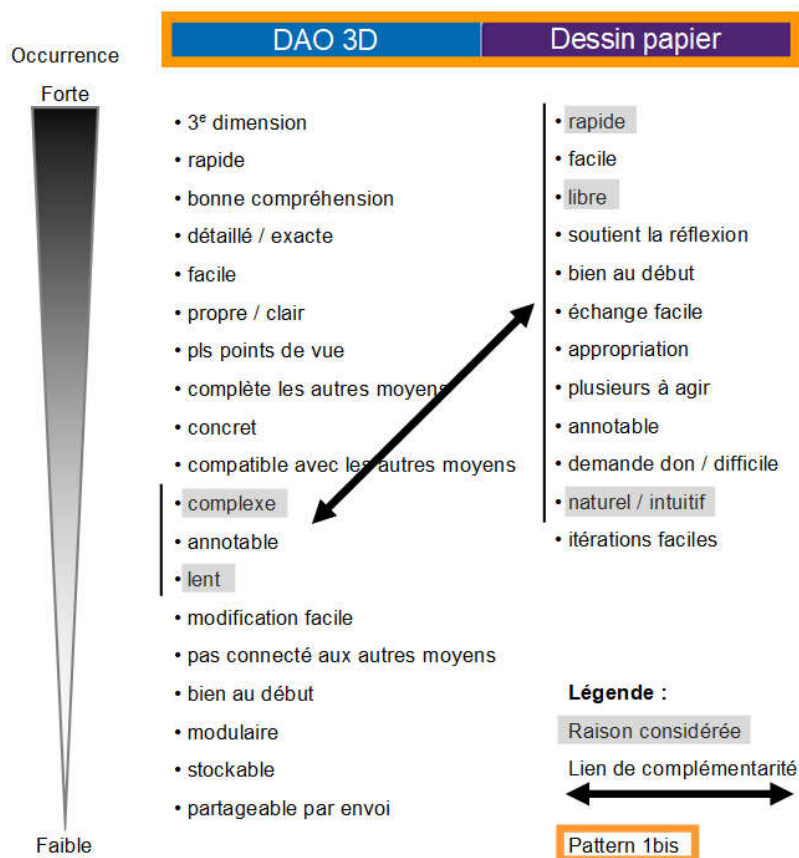 DAO 3D
Dessin papier
Occurrence
Forte
• 3e dimension
• rapide
• bonne compréhension
• détaillé / exacte
• facile
• propre / clair
• pls points de vue
• complète les autres moyens
• concret
• compatible avec les autres moyens
• complexe
• annotable
• lent
• modification facile
• pas connecté aux autres moyens
• bien au début
• modulaire
• stockable
• partageable par envoi
Faible
• rapide
• facile
• libre
• soutient la réflexion
• bien au début
• échange facile
• appropriation
• plusieurs à agir
• annotable
• demande don / difficile
• naturel / intuitif
• itérations faciles
Légende :
Raison considérée
Lien de complémentarité
Pattern 1bis